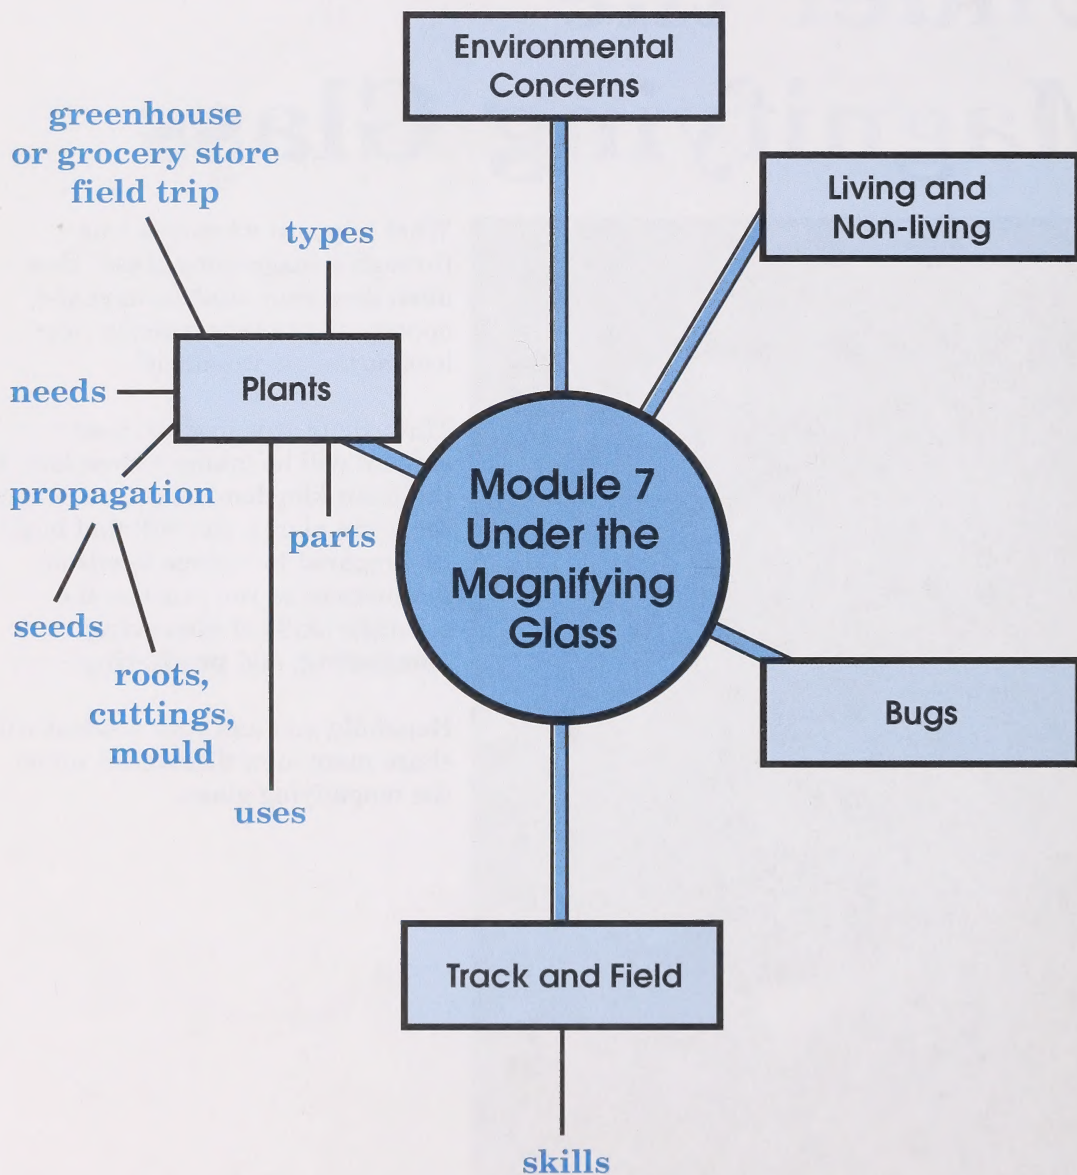 Environmental
Concerns
greenhouse
or grocery store
field trip
types
Living and
Non-living
needs
Plants
propagation
parts
Module 7
Under the
Magnifying
Glass
seeds
roots,
cuttings,
mould
Bugs
uses
Track and Field
skills